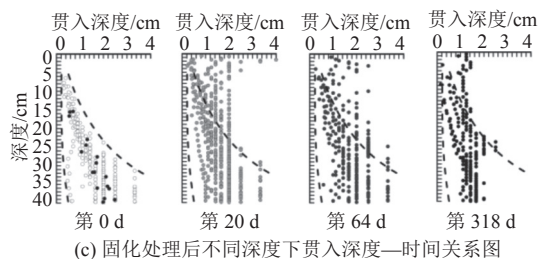 贯入深度/cm 贯入深度/cm 贯入深度/cm 贯入深度/cm
0 1 2 3 4 0 1 2 3 4 0 1 2 3 4 0 1 2 3 4
深度/cm
0
5
10
15
20
25
30
35
40
第 0 d 第 20 d 第 64 d 第 318 d
(c) 固化处理后不同深度下贯入深度—时间关系图